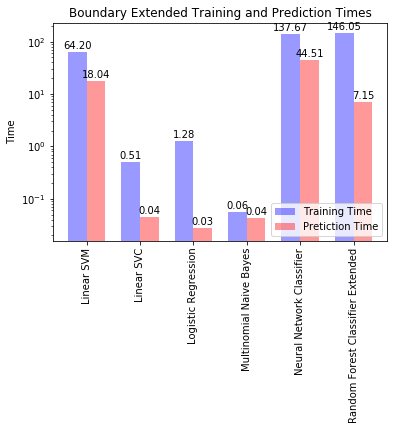 Boundary Extended Training and Prediction Times
Time
10²
10¹
10⁰
10⁻¹
64.20
18.04
0.51
0.04
1.28
0.03
0.06
0.04
137.67
44.51
146.05
7.15
Training Time
Pretiction Time
Linear SVM
Linear SVC
Logistic Regression
Multinomial Naive Bayes
Neural Network Classifier
Random Forest Classifier Extended